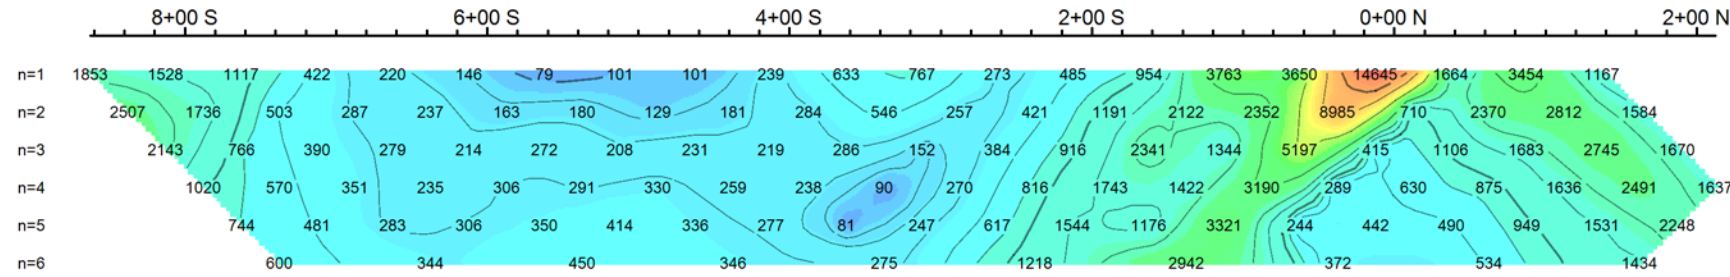 8+00 S 6+00 S 4+00 S 2+00 S 0+00 N 2+00 N
n=1 1853 1528 1117 422 220 146 79 101 101 239 633 767 273 485 954 3763 3650 14645 1664 3454 1167
n=2 2507 1736 503 287 237 163 180 129 181 284 546 257 421 1191 2122 2352 8985 710 2370 2812 1584
n=3 2143 766 390 279 214 272 208 231 219 286 152 384 916 2341 1344 5197 415 1106 1683 2745 1670
n=4 1020 570 351 235 306 291 330 259 238 90 270 816 1743 1422 3190 289 630 875 1636 2491 1637
n=5 744 481 283 306 350 414 336 277 81 247 617 1544 1176 3321 244 442 490 949 1531 2248
n=6 600 344 450 346 275 1218 2942 372 534 1434